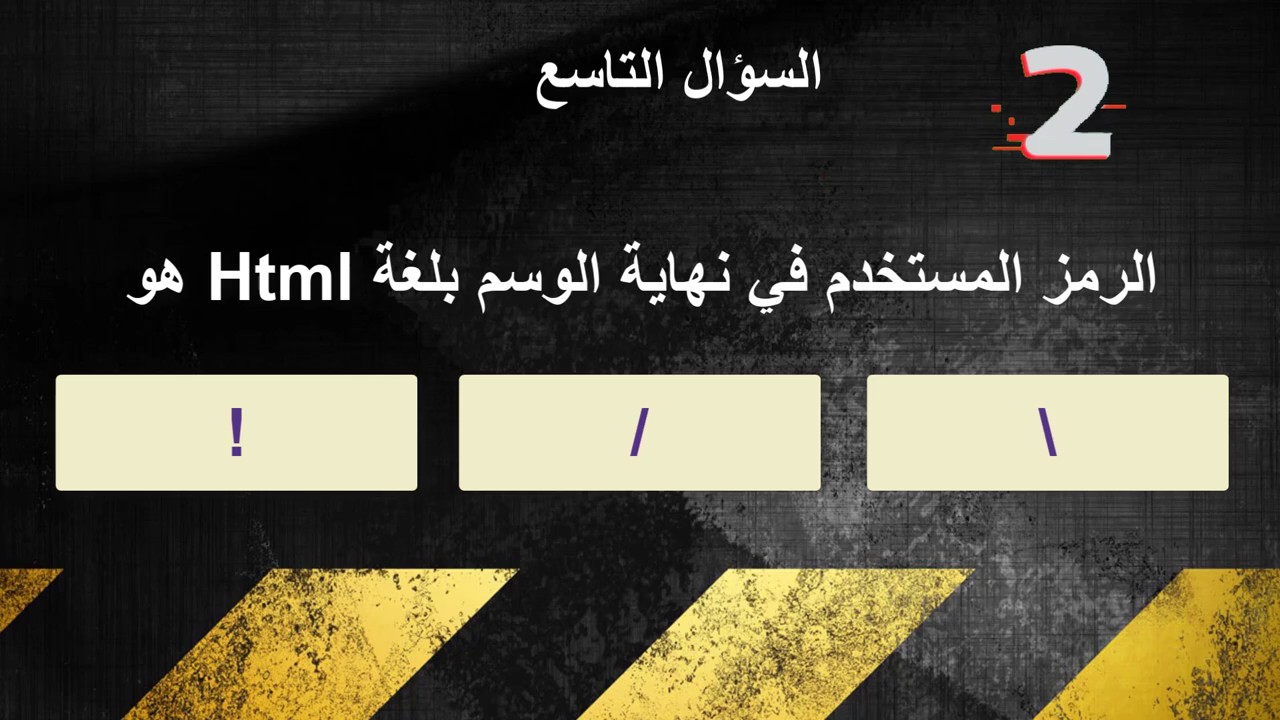 السؤال التاسع
2
الرمز المستخدم في نهاية الوسم بلغة Html هو
\
/
!